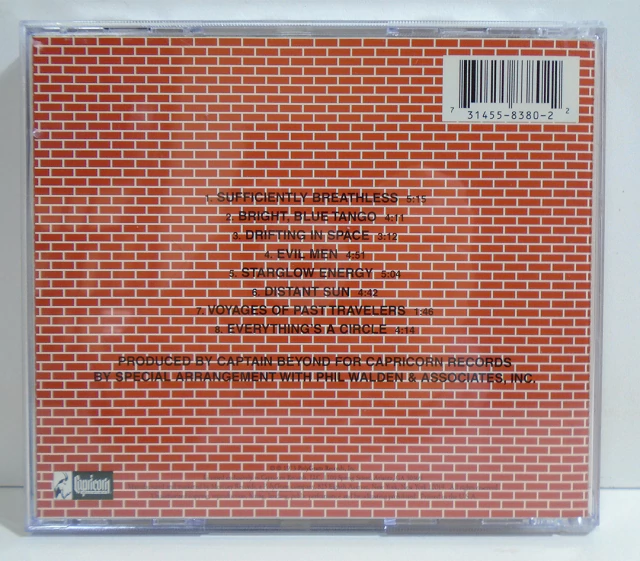 7 31455-8380-2 2
1. SUFFICIENTLY BREATHLESS 5:15
2. BRIGHT, BLUE TANGO 4:11
3. DRIFTING IN SPACE 3:12
4. EVIL MEN 4:51
5. STARGLOW ENERGY 5:04
6. DISTANT SUN 4:42
7. VOYAGES OF PAST TRAVELERS 1:46
8. EVERYTHING'S A CIRCLE 4:14
PRODUCED BY CAPTAIN BEYOND FOR CAPRICORN RECORDS
BY SPECIAL ARRANGEMENT WITH PHIL WALDEN & ASSOCIATES, INC.
Capricorn